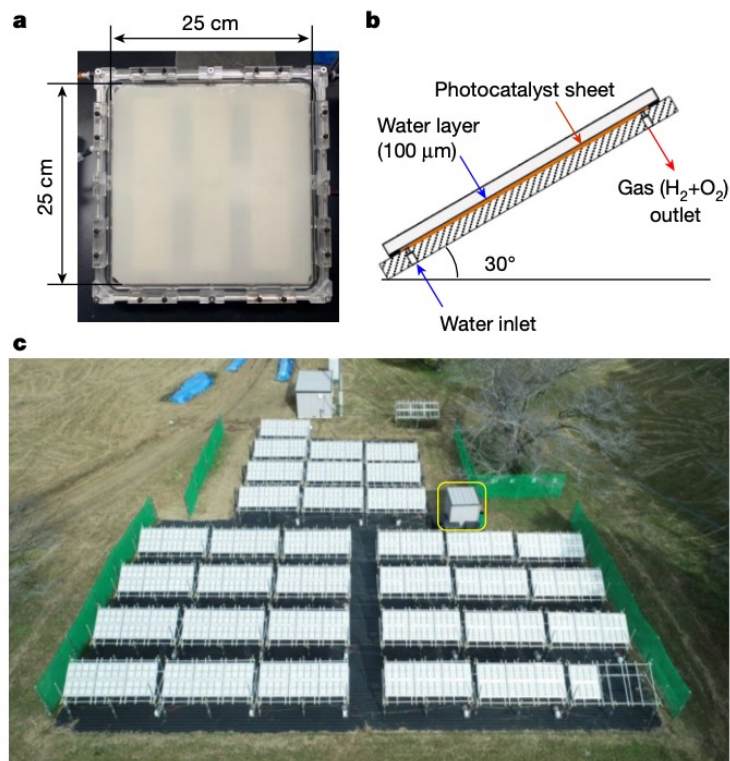 a
25 cm
25 cm
b
Photocatalyst sheet
Water layer
(100 μm)
Gas (H₂+O₂)
outlet
30°
Water inlet
c